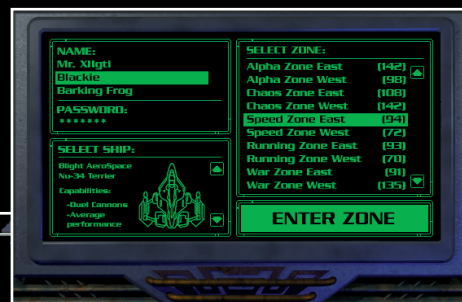 NAME:
Mr. Xligti
Blackie
Barking Frog
PASSWORD:
*******
SELECT SHIP:
Blight AeroSpace
Nu-34 Terrier
Capabilities:
-Duel Cannons
-Average
performance
SELECT ZONE:
Alpha Zone East (142)
Alpha Zone West (98)
Chaos Zone East (108)
Chaos Zone West (142)
Speed Zone East (94)
Speed Zone West (72)
Running Zone East (93)
Running Zone West (70)
War Zone East (91)
War Zone West (135)
ENTER ZONE